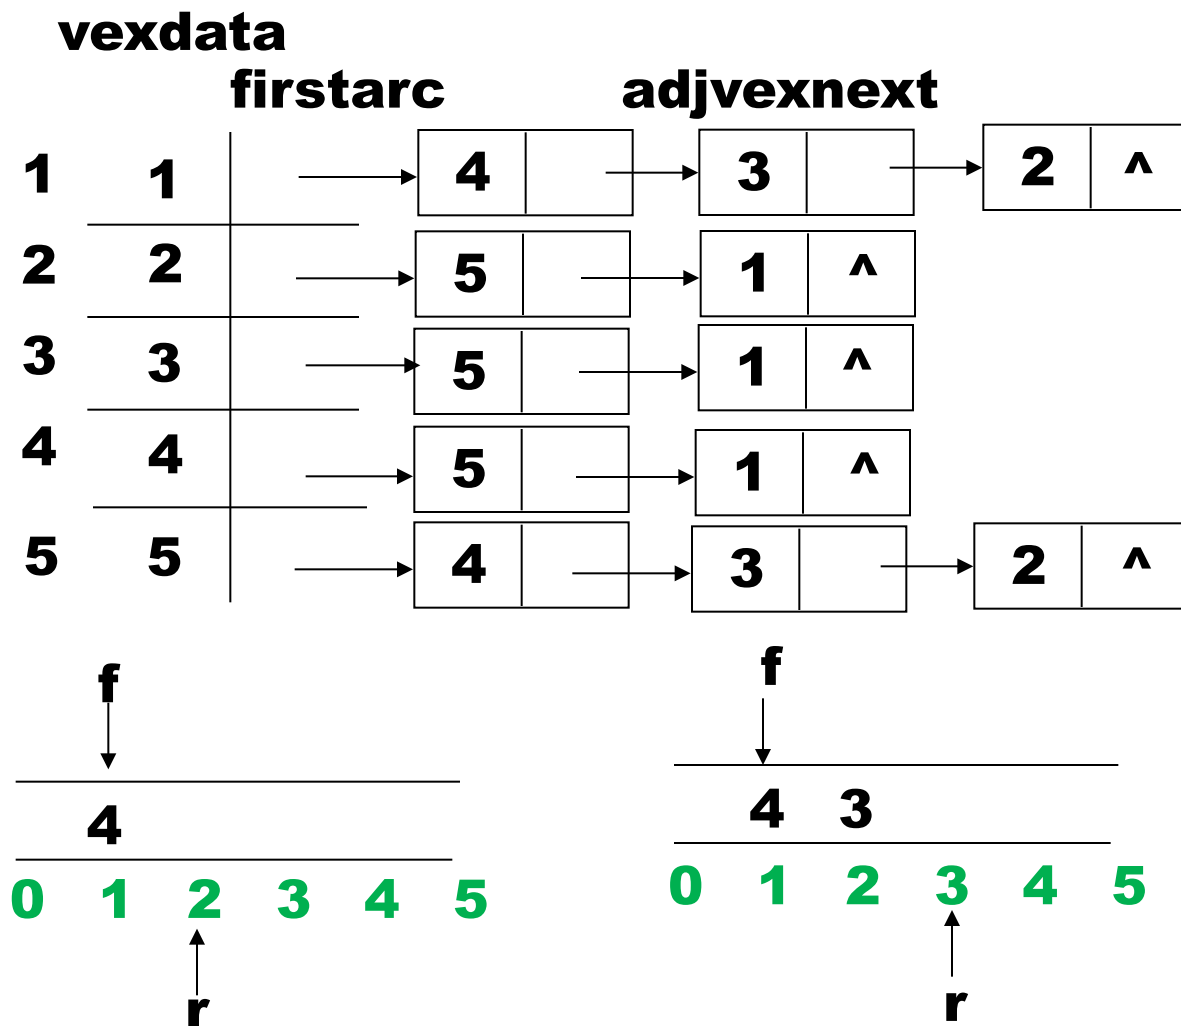 vexdata
firstarc adjvexnext
1 1 4 3 2 ^
2 2 5 1 ^
3 3 5 1 ^
4 4 5 1 ^
5 5 4 3 2 ^
f f
4 4 3
0 1 2 3 4 5 0 1 2 3 4 5
r r